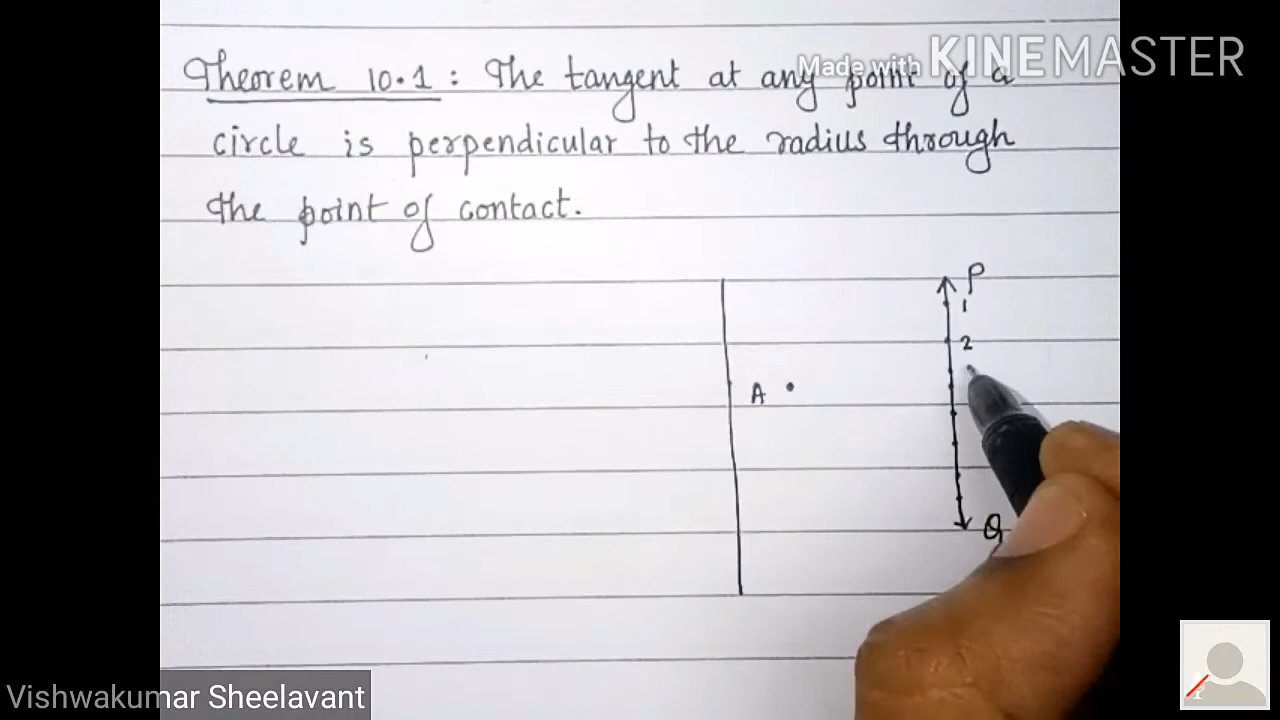 Made with KINEMASTER
Theorem 10.1 : The tangent at any point of a
circle is perpendicular to the radius through
the point of contact.
P
1
2
A
Q
Vishwakumar Sheelavant